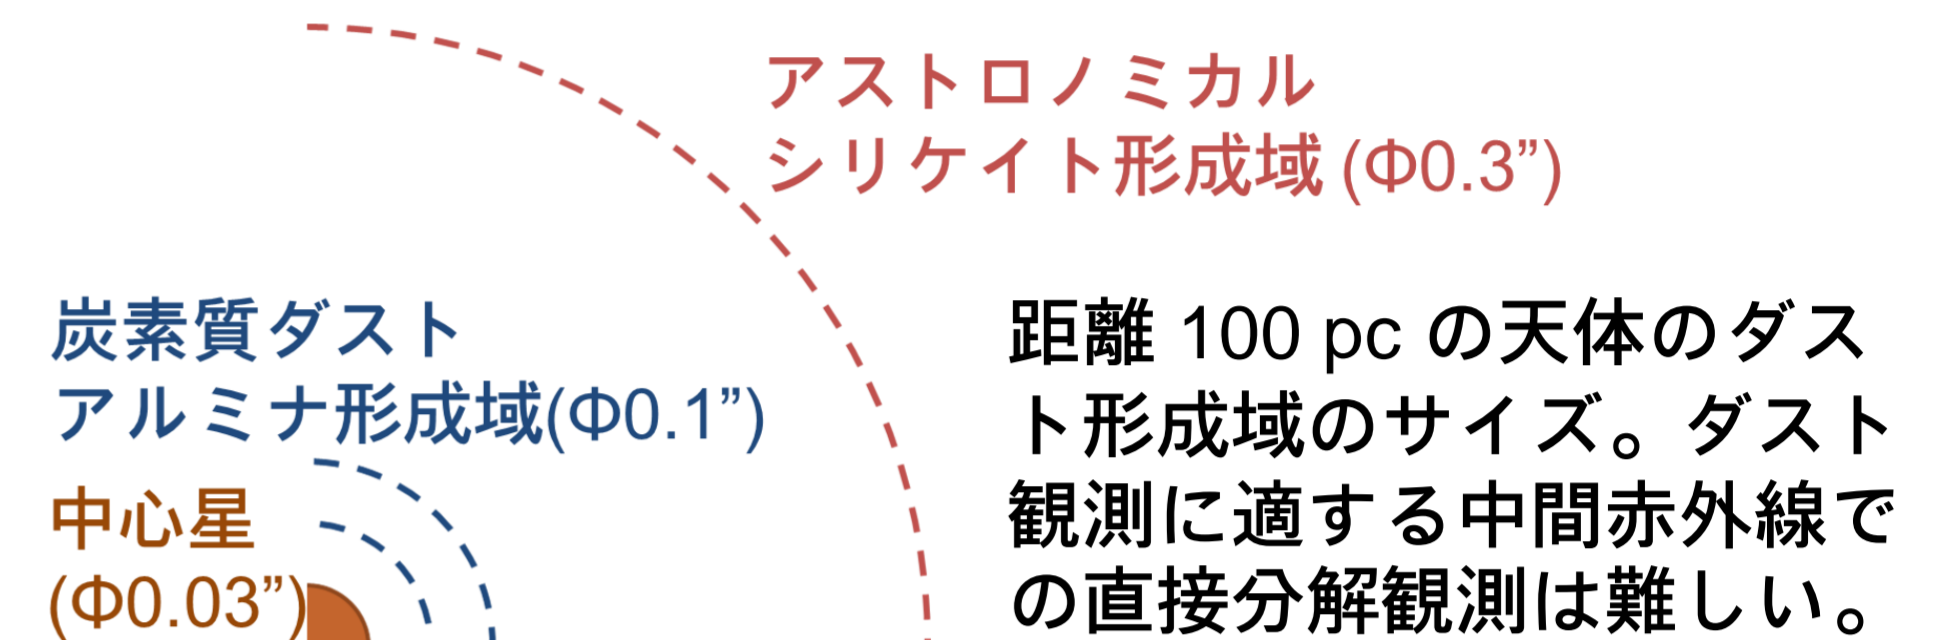 アストロノミカル
シリケイト形成域 (Φ0.3”)
炭素質ダスト
アルミナ形成域(Φ0.1”)
中心星
(Φ0.03”)
距離 100 pc の天体のダス
ト形成域のサイズ。ダスト
観測に適する中間赤外線で
の直接分解観測は難しい。